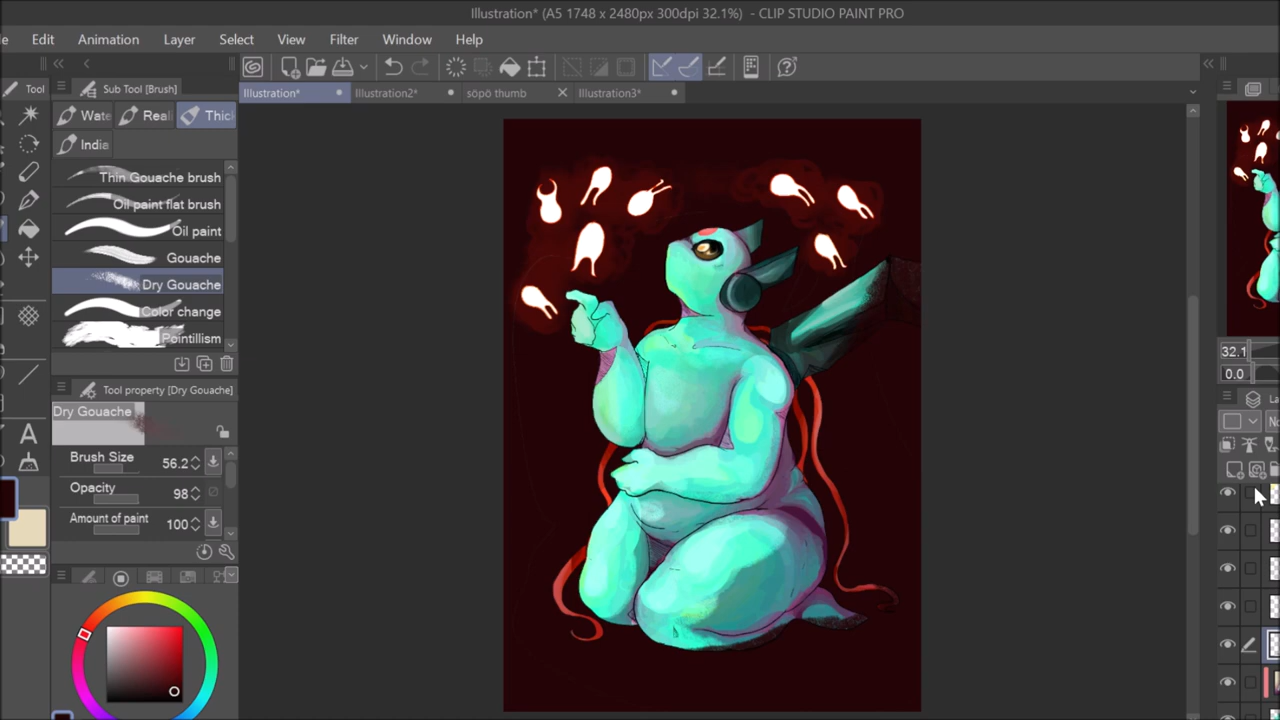 Illustration* (A5 1748 x 2480px 300dpi 32.1%) - CLIP STUDIO PAINT PRO
Edit Animation Layer Select View Filter Window Help
Tool
Sub Tool [Brush]
Illustration* Illustration2* söpö thumb Illustration3*
Wate Reali Thic
India
Thin Gouache brush
Oil paint flat brush
Oil paint
Gouache
Dry Gouache
Color change
Pointillism
Tool property [Dry Gouache]
Dry Gouache
Brush Size 56.2
Opacity 98
Amount of paint 100
32.1
0.0
La
A